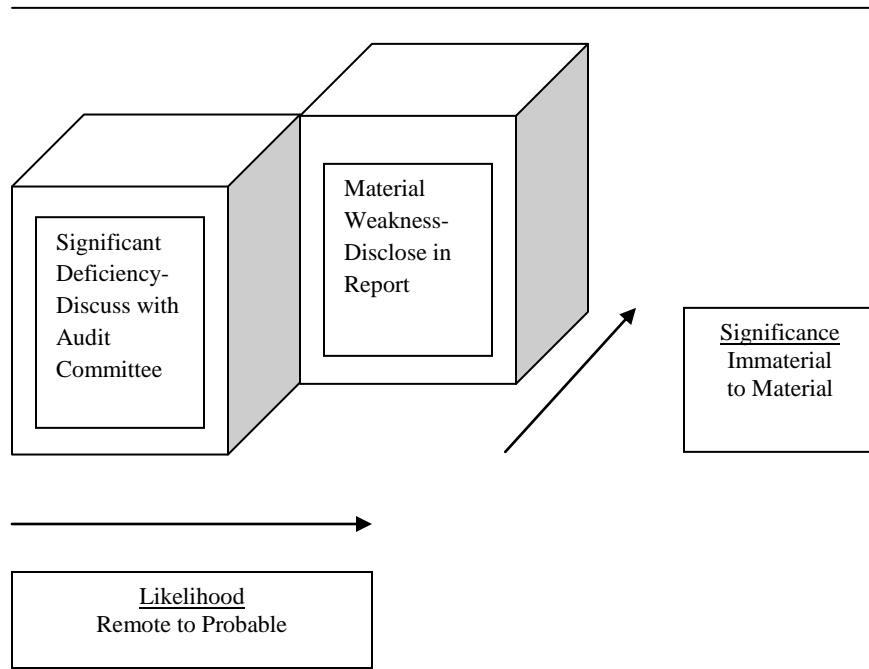 Significant
Deficiency-
Discuss with
Audit
Committee
Material
Weakness-
Disclose in
Report
Significance
Immaterial
to Material
Likelihood
Remote to Probable